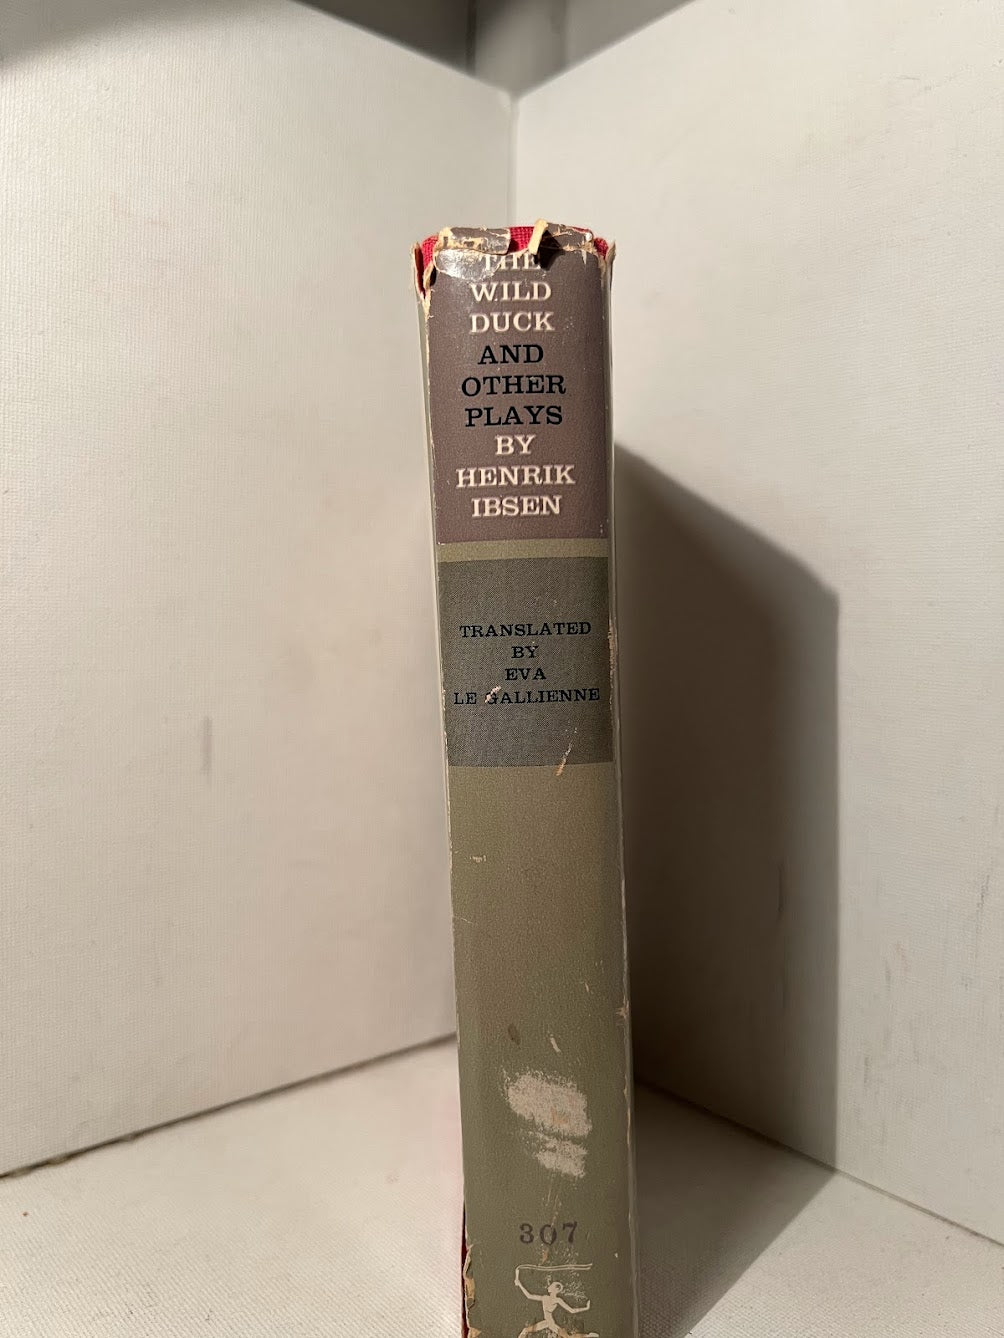 THE
WILD
DUCK
AND
OTHER
PLAYS
BY
HENRIK
IBSEN
TRANSLATED
BY
EVA
LE GALLIENNE
307